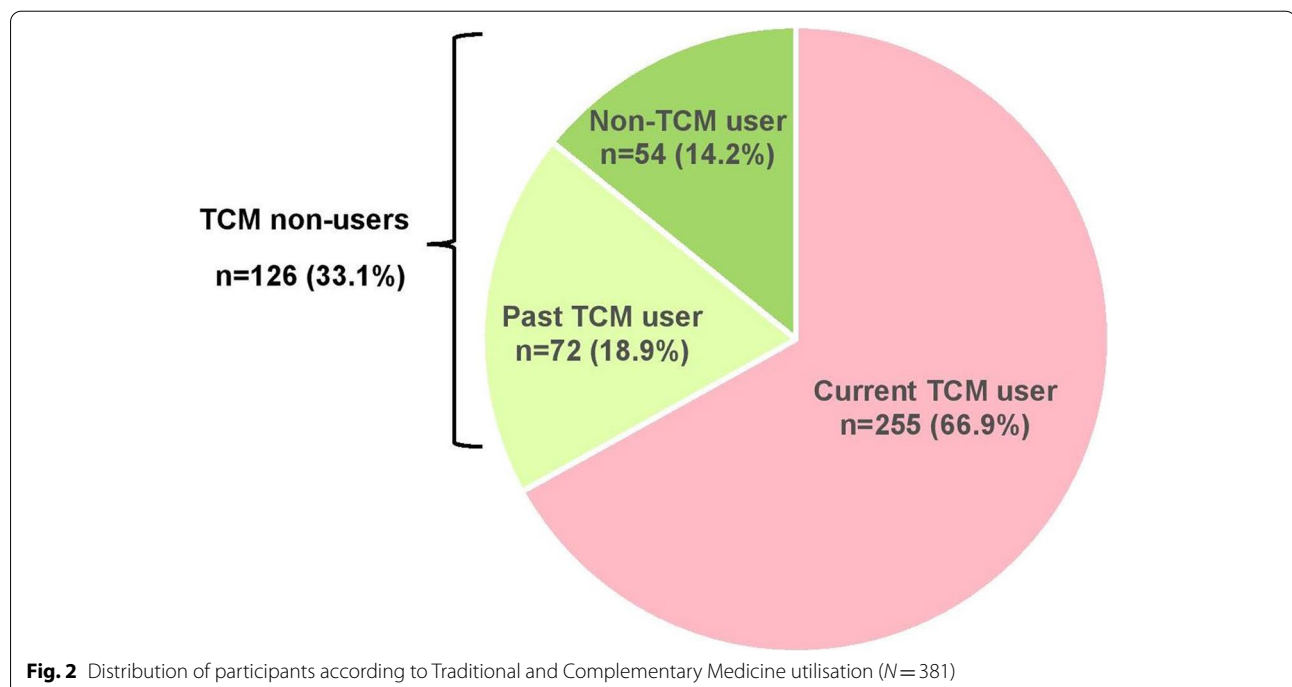 Non-TCM user
n=54 (14.2%)
TCM non-users
n=126 (33.1%)
Past TCM user
n=72 (18.9%)
Current TCM user
n=255 (66.9%)
Fig. 2 Distribution of participants according to Traditional and Complementary Medicine utilisation (N = 381)